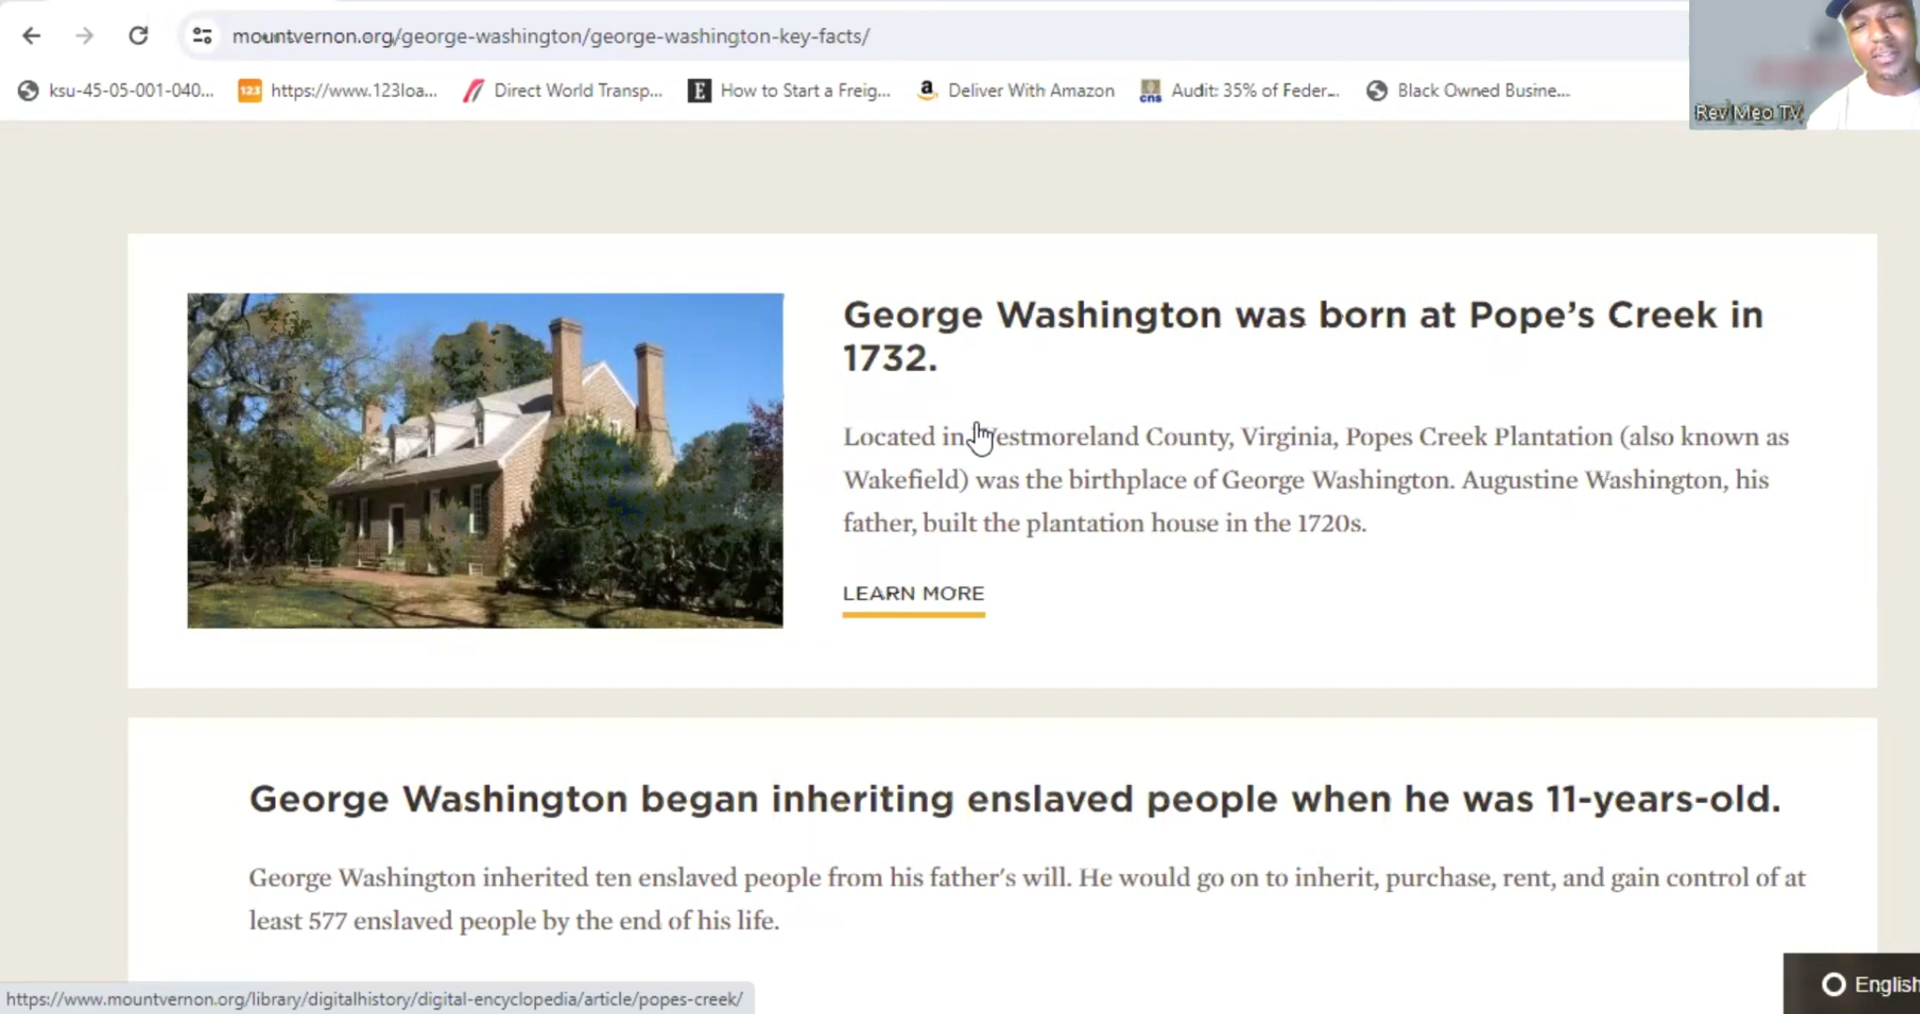 mountvernon.org/george-washington/george-washington-key-facts/
ksu-45-05-001-040...
123
https://www.123loa...
Direct World Transp...
E
How to Start a Freig...
a
Deliver With Amazon
cns
Audit: 35% of Feder...
Black Owned Busine...
Rev Meo TV
George Washington was born at Pope's Creek in
1732.
Located in Westmoreland County, Virginia, Popes Creek Plantation (also known as
Wakefield) was the birthplace of George Washington. Augustine Washington, his
father, built the plantation house in the 1720s.
LEARN MORE
George Washington began inheriting enslaved people when he was 11-years-old.
George Washington inherited ten enslaved people from his father's will. He would go on to inherit, purchase, rent, and gain control of at
least 577 enslaved people by the end of his life.
https://www.mountvernon.org/library/digitalhistory/digital-encyclopedia/article/popes-creek/
English